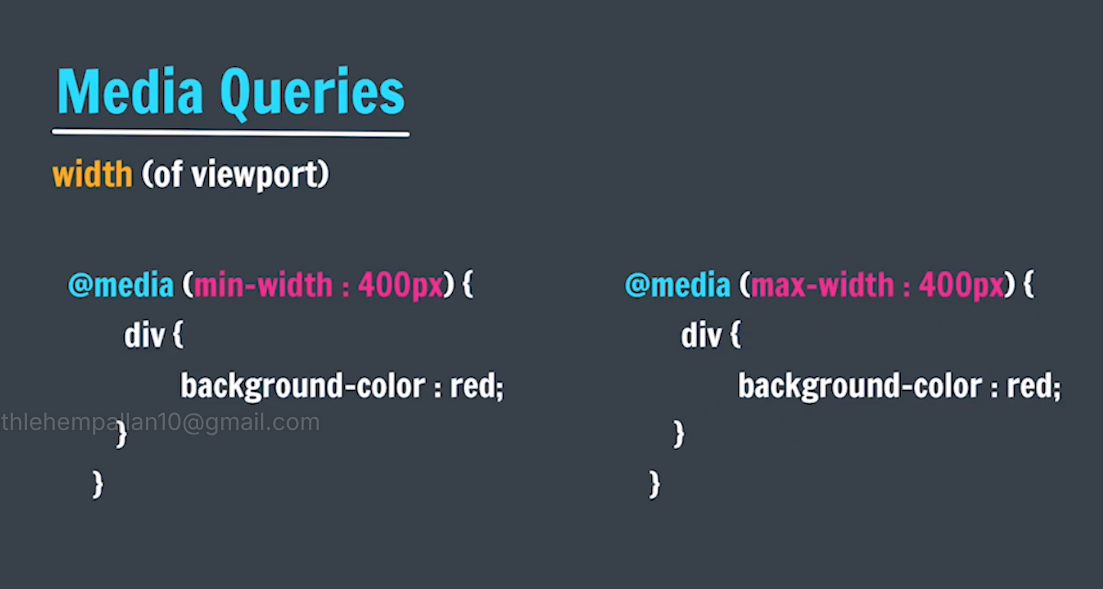 Media Queries
width (of viewport)
@media (min-width : 400px) {
div {
background-color : red;
}
}
@media (max-width : 400px) {
div {
background-color : red;
}
}
thlehempallan10@gmail.com